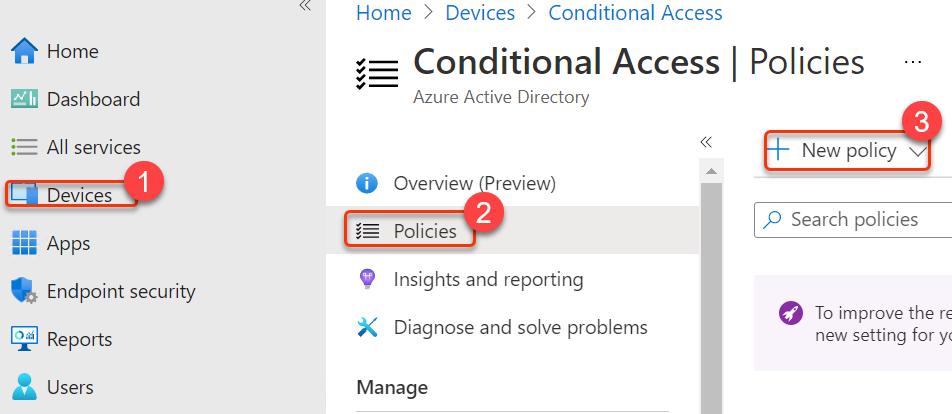 «
Home
Dashboard
All services
Devices
1
Apps
Endpoint security
Reports
Users
Home > Devices > Conditional Access
Conditional Access | Policies ...
Azure Active Directory
«
Overview (Preview)
Policies
2
Insights and reporting
Diagnose and solve problems
Manage
+ New policy
3
Search policies
To improve the re
new setting for yo